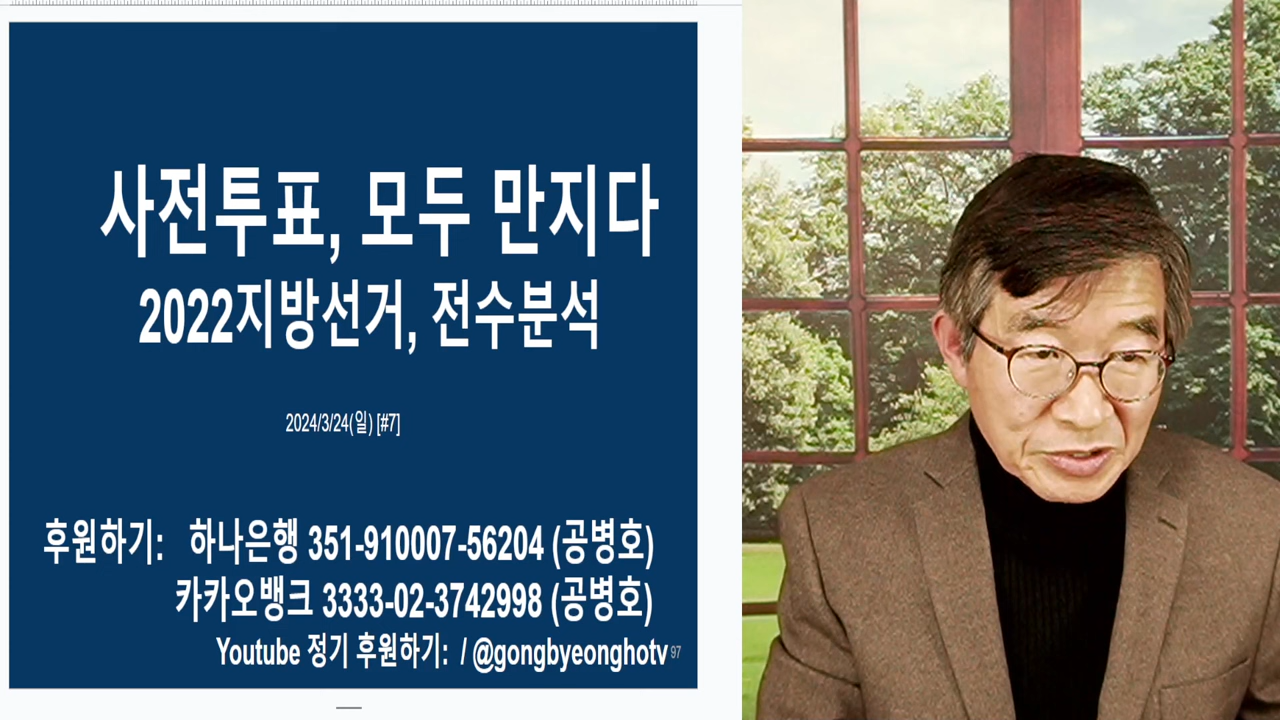 사전투표, 모두 만지다
2022지방선거, 전수분석
2024/3/24(일) [#7]
후원하기: 하나은행 351-910007-56204 (공병호)
카카오뱅크 3333-02-3742998 (공병호)
Youtube 정기 후원하기: / @gongbyeonghotv
97